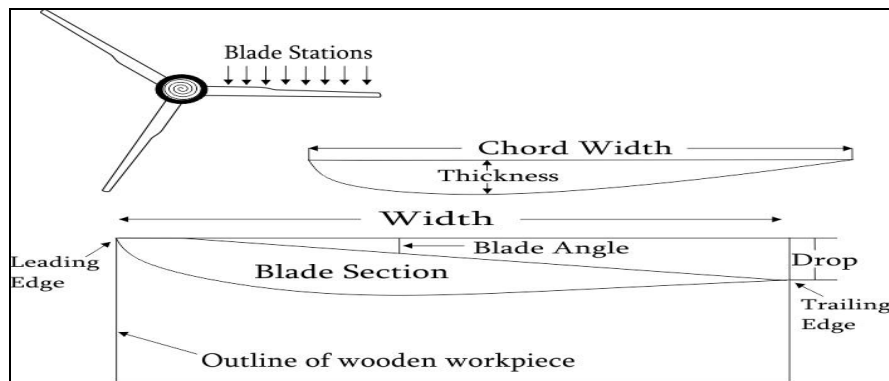 Blade Stations
Chord Width
Thickness
Width
Leading
Edge
Blade Angle
Drop
Blade Section
Trailing
Edge
Outline of wooden workpiece